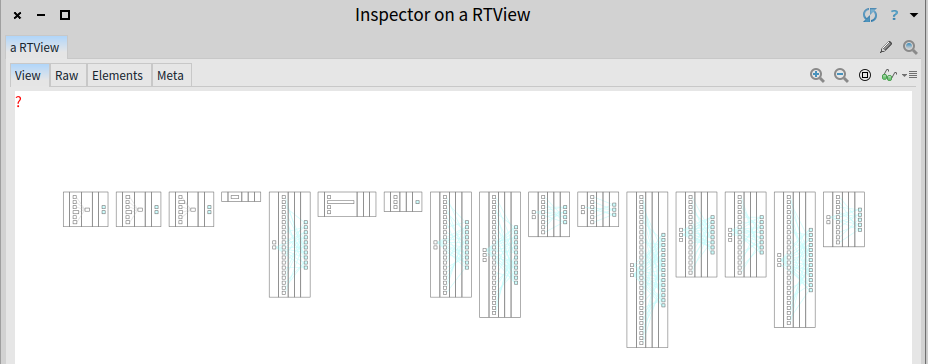 Inspector on a RTView
?
a RTView
View Raw Elements Meta
?